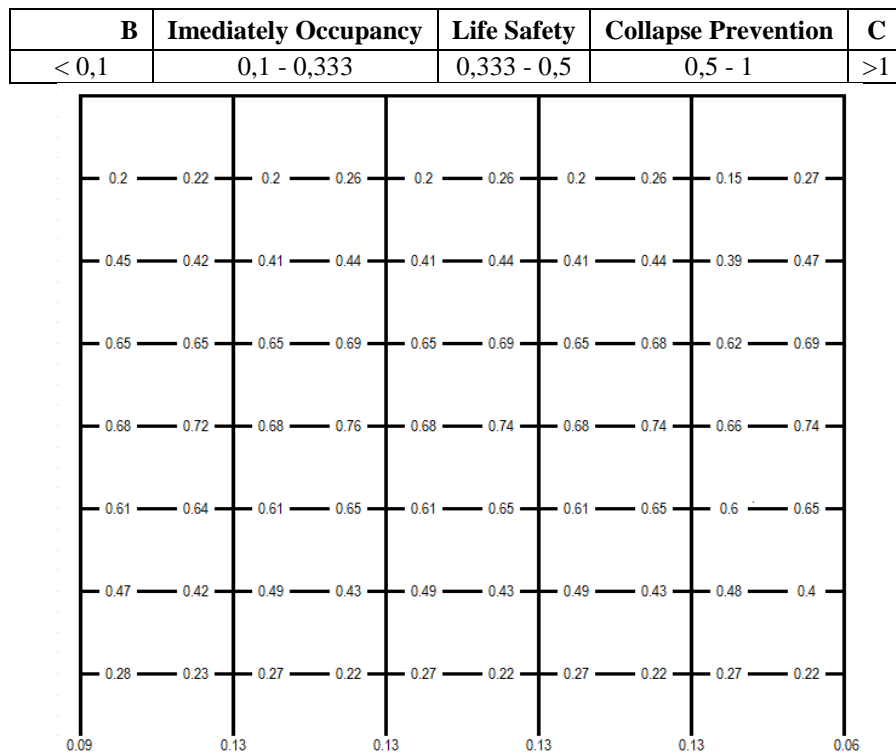 B Imediately Occupancy Life Safety Collapse Prevention C
< 0,1 0,1 - 0,333 0,333 - 0,5 0,5 - 1 >1
0.2 0.22 0.2 0.26 0.2 0.26 0.2 0.26 0.15 0.27
0.45 0.42 0.41 0.44 0.41 0.44 0.41 0.44 0.39 0.47
0.65 0.65 0.65 0.69 0.65 0.69 0.65 0.68 0.62 0.69
0.68 0.72 0.68 0.76 0.68 0.74 0.68 0.74 0.66 0.74
0.61 0.64 0.61 0.65 0.61 0.65 0.61 0.65 0.6 0.65
0.47 0.42 0.49 0.43 0.49 0.43 0.49 0.43 0.48 0.4
0.28 0.23 0.27 0.22 0.27 0.22 0.27 0.22 0.27 0.22
0.09 0.13 0.13 0.13 0.13 0.06